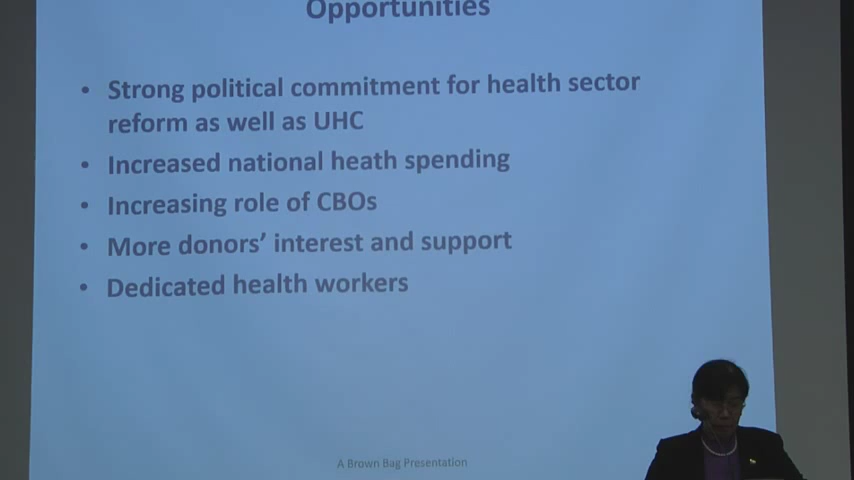 Opportunities
• Strong political commitment for health sector
reform as well as UHC
• Increased national heath spending
• Increasing role of CBOs
• More donors’ interest and support
• Dedicated health workers
A Brown Bag Presentation